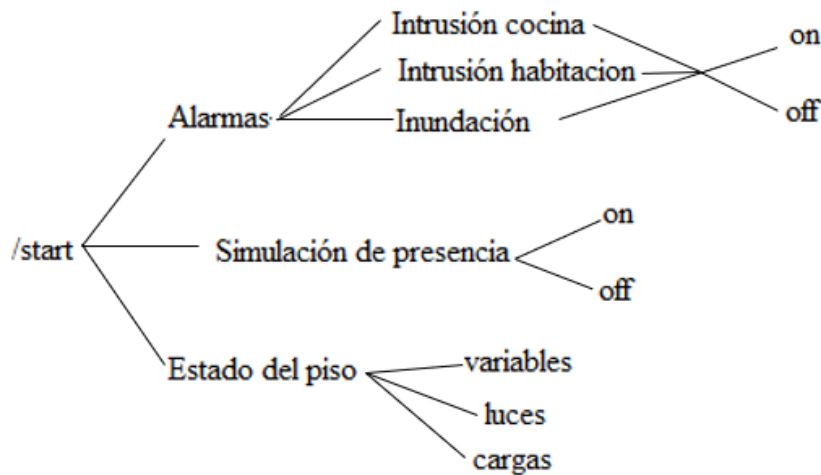 /start
Alarmas
Intrusión cocina
Intrusión habitacion
Inundación
on
off
Simulación de presencia
on
off
Estado del piso
variables
luces
cargas